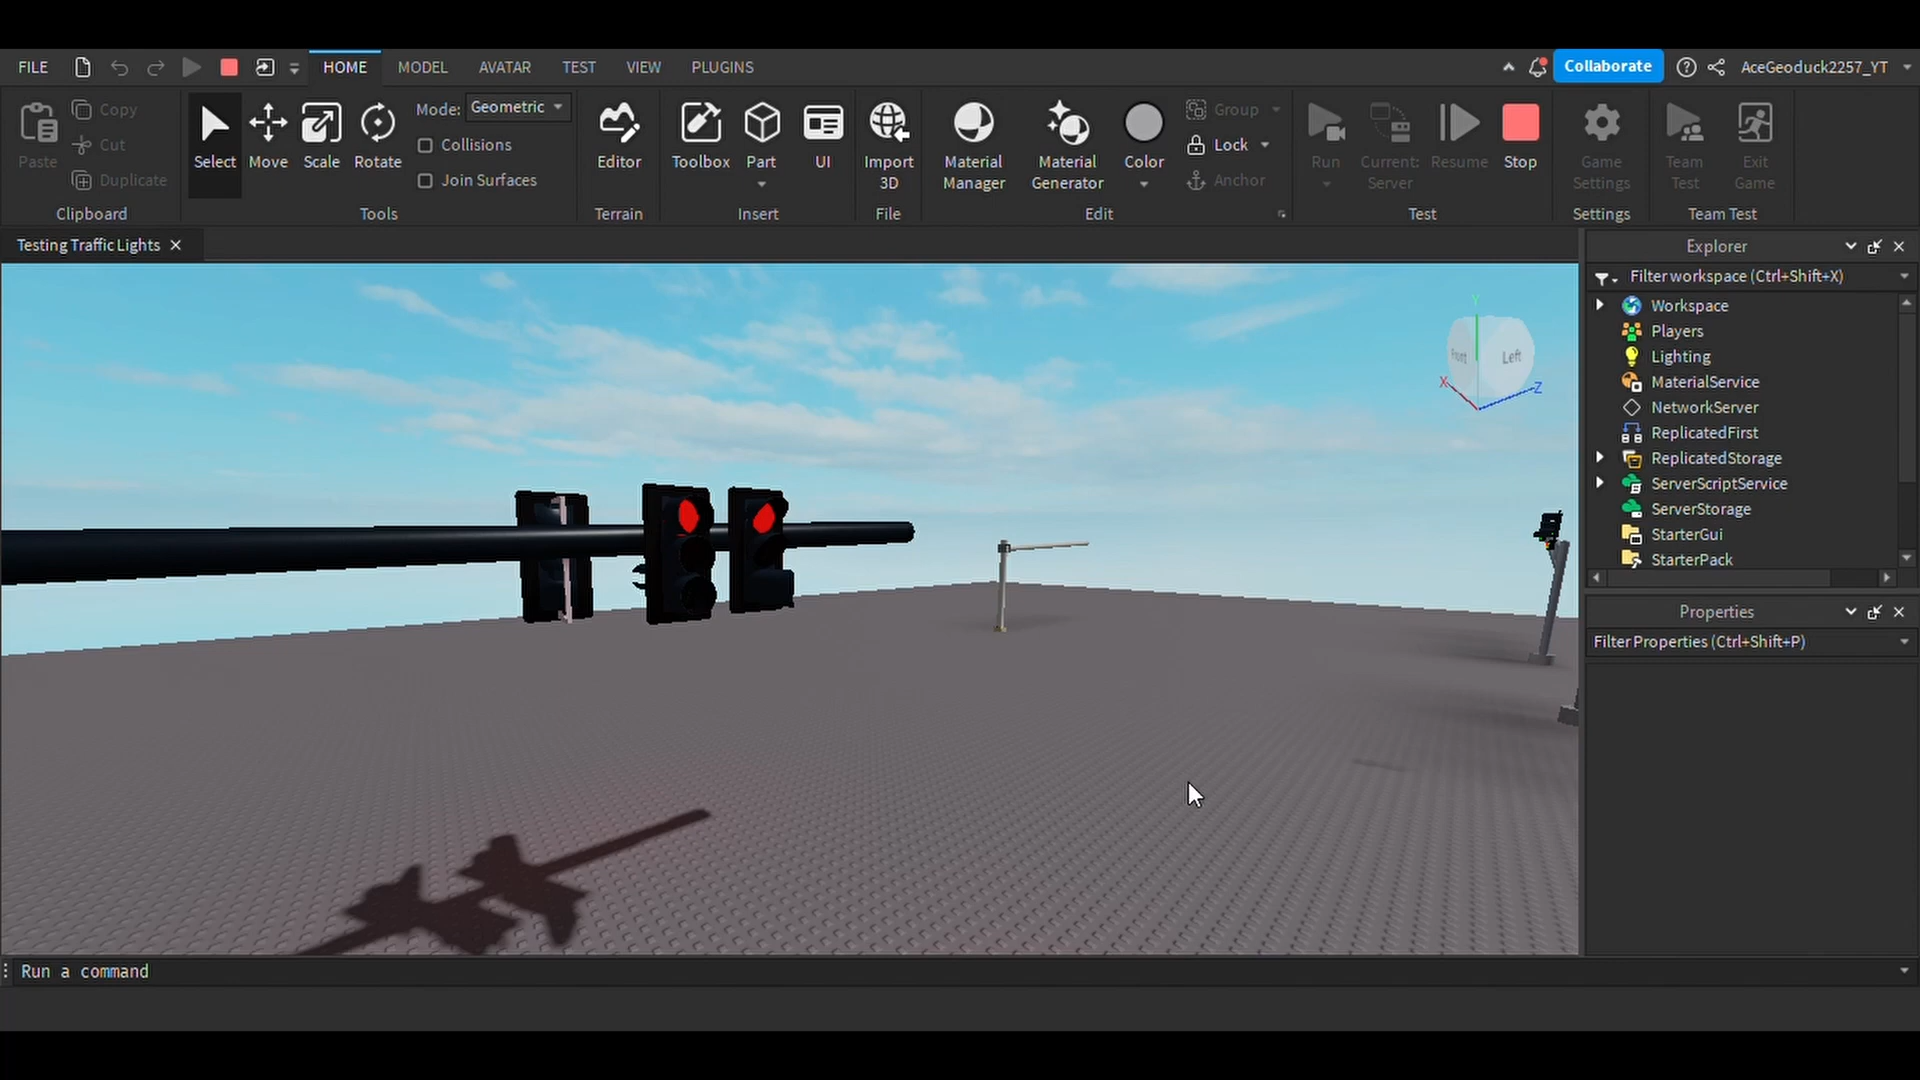 FILE
HOME
MODEL
AVATAR
TEST
VIEW
PLUGINS
Collaborate
AceGeoduck2257_YT
Paste
Copy
Cut
Duplicate
Clipboard
Select
Move
Scale
Rotate
Mode: Geometric
Collisions
Join Surfaces
Tools
Editor
Terrain
Toolbox
Part
UI
Insert
Import
3D
File
Material
Manager
Material
Generator
Color
Group
Lock
Anchor
Edit
Run
Current:
Server
Resume
Stop
Test
Game
Settings
Settings
Team
Test
Exit
Game
Team Test
Testing Traffic Lights
Y
Front
Left
X
Z
Explorer
Filter workspace (Ctrl+Shift+X)
Workspace
Players
Lighting
MaterialService
NetworkServer
ReplicatedFirst
ReplicatedStorage
ServerScriptService
ServerStorage
StarterGui
StarterPack
Properties
Filter Properties (Ctrl+Shift+P)
Run a command